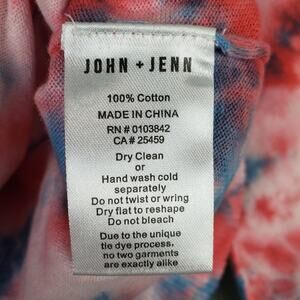 JOHN + JENN
100% Cotton
MADE IN CHINA
RN # 0103842
CA # 25459
Dry Clean
or
Hand wash cold
separately
Do not twist or wring
Dry flat to reshape
Do not bleach
Due to the unique
tie dye process,
no two garments
are exactly alike